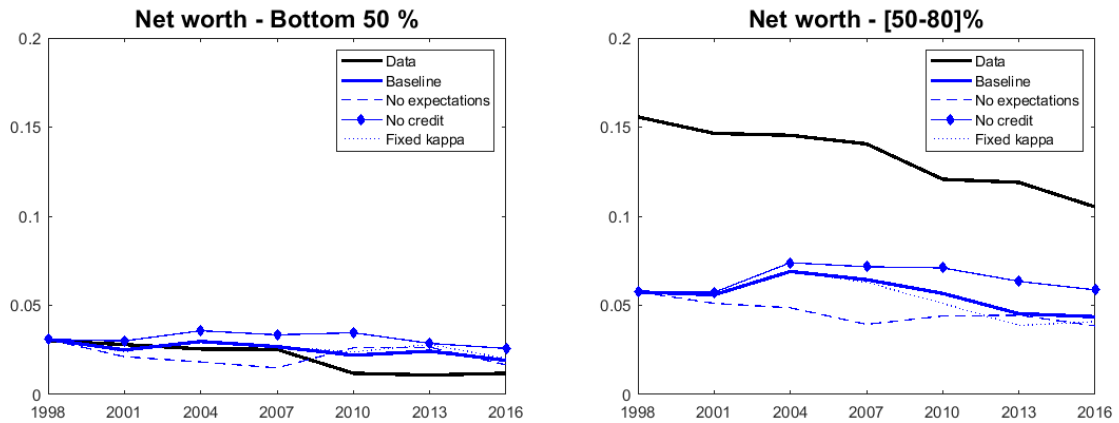 Net worth - Bottom 50 %
0.2
0.15
0.1
0.05
0
1998 2001 2004 2007 2010 2013 2016
Data
Baseline
No expectations
No credit
Fixed kappa
Net worth - [50-80]%
0.2
0.15
0.1
0.05
0
1998 2001 2004 2007 2010 2013 2016
Data
Baseline
No expectations
No credit
Fixed kappa